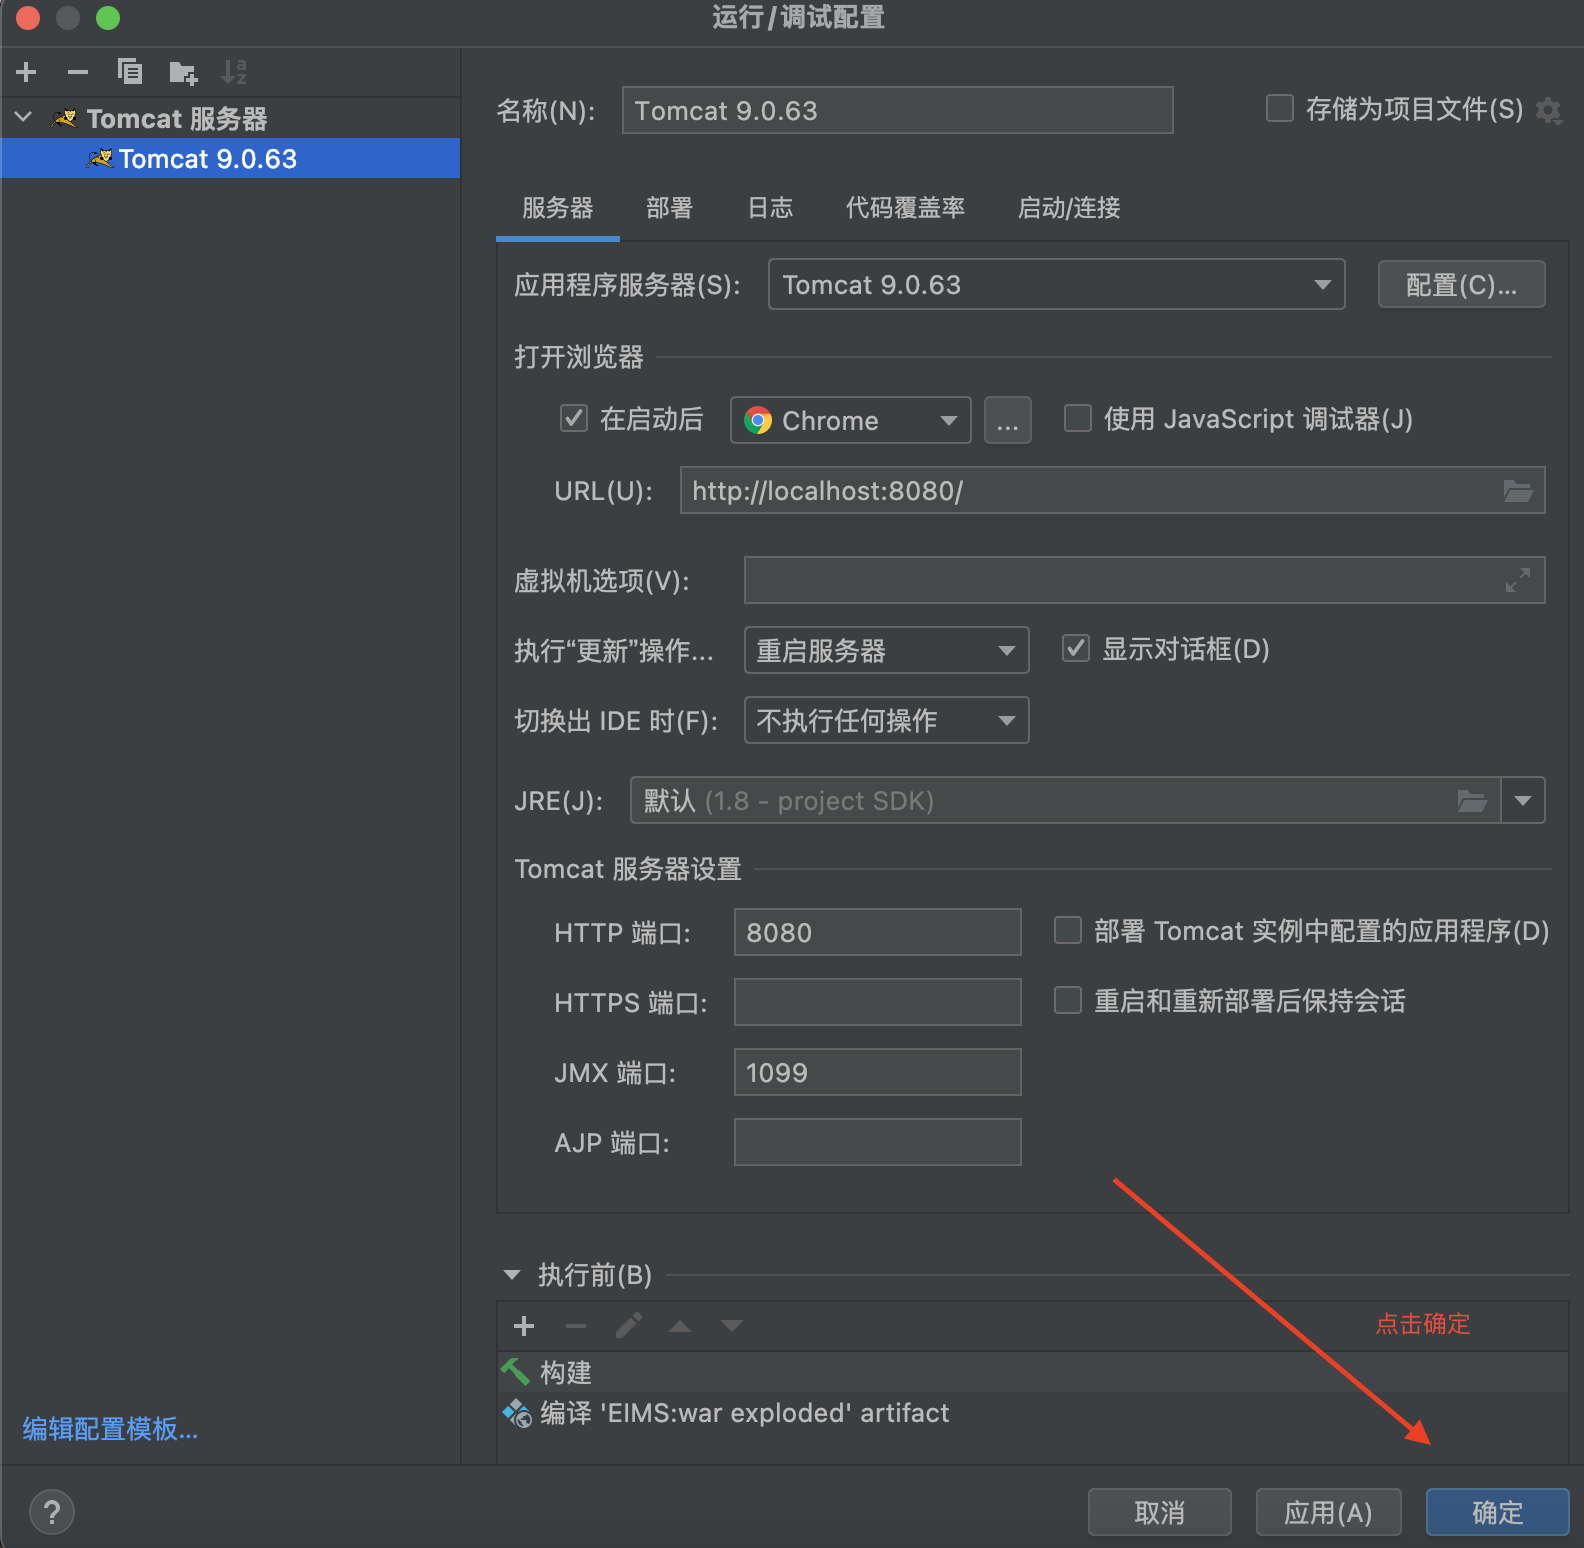 运行/调试配置
Tomcat 服务器
Tomcat 9.0.63
名称(N): Tomcat 9.0.63 存储为项目文件(S)
服务器 部署 日志 代码覆盖率 启动/连接
应用程序服务器(S): Tomcat 9.0.63 配置(C)...
打开浏览器
在启动后 Chrome ... 使用 JavaScript 调试器(J)
URL(U): http://localhost:8080/
虚拟机选项(V):
执行“更新”操作... 重启服务器 显示对话框(D)
切换出 IDE 时(F): 不执行任何操作
JRE(J): 默认 (1.8 - project SDK)
Tomcat 服务器设置
HTTP 端口: 8080 部署 Tomcat 实例中配置的应用程序(D)
HTTPS 端口: 重启和重新部署后保持会话
JMX 端口: 1099
AJP 端口:
执行前(B)
点击确定
构建
编译 'EIMS:war exploded' artifact
编辑配置模板...
? 取消 应用(A) 确定